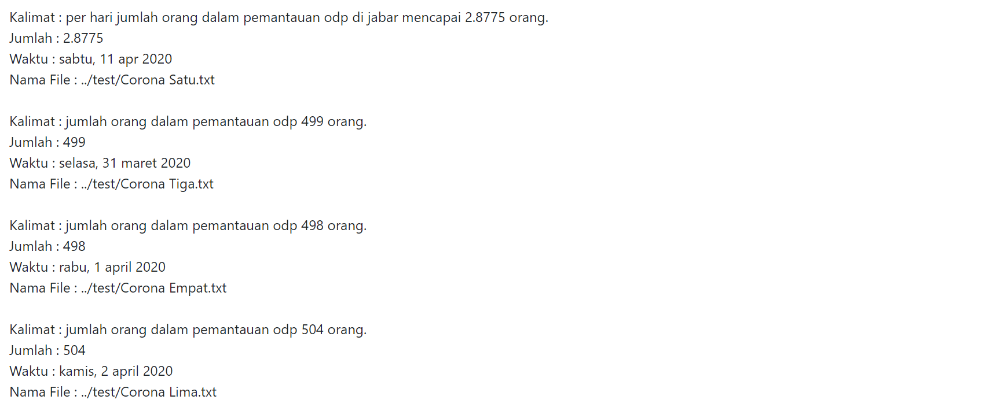 Kalimat : per hari jumlah orang dalam pemantauan odp di jabar mencapai 2.8775 orang.
Jumlah : 2.8775
Waktu : sabtu, 11 apr 2020
Nama File : ../test/Corona Satu.txt
Kalimat : jumlah orang dalam pemantauan odp 499 orang.
Jumlah : 499
Waktu : selasa, 31 maret 2020
Nama File : ../test/Corona Tiga.txt
Kalimat : jumlah orang dalam pemantauan odp 498 orang.
Jumlah : 498
Waktu : rabu, 1 april 2020
Nama File : ../test/Corona Empat.txt
Kalimat : jumlah orang dalam pemantauan odp 504 orang.
Jumlah : 504
Waktu : kamis, 2 april 2020
Nama File : ../test/Corona Lima.txt